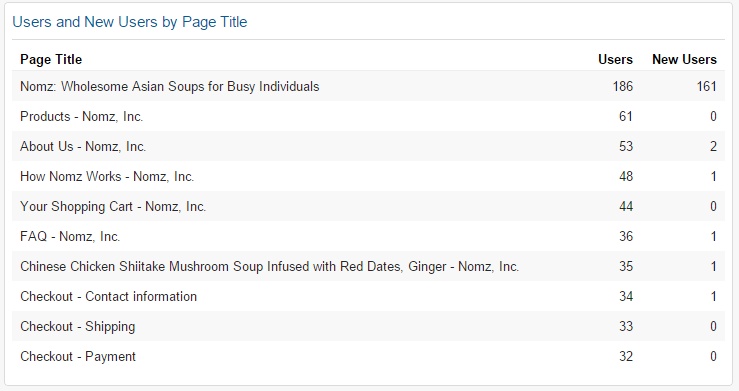 Users and New Users by Page Title
Page Title Users New Users
Nomz: Wholesome Asian Soups for Busy Individuals 186 161
Products - Nomz, Inc. 61 0
About Us - Nomz, Inc. 53 2
How Nomz Works - Nomz, Inc. 48 1
Your Shopping Cart - Nomz, Inc. 44 0
FAQ - Nomz, Inc. 36 1
Chinese Chicken Shiitake Mushroom Soup Infused with Red Dates, Ginger - Nomz, Inc. 35 1
Checkout - Contact information 34 1
Checkout - Shipping 33 0
Checkout - Payment 32 0